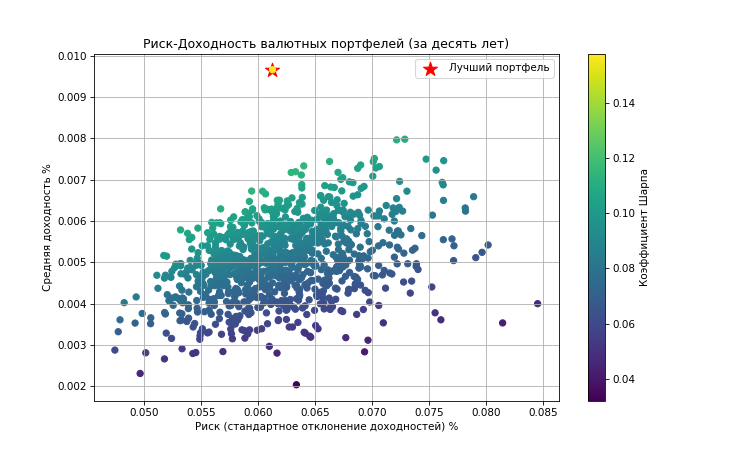 Риск-Доходность валютных портфелей (за десять лет)
Лучший портфель
Средняя доходность %
0.010
0.009
0.008
0.007
0.006
0.005
0.004
0.003
0.002
0.050 0.055 0.060 0.065 0.070 0.075 0.080 0.085
Риск (стандартное отклонение доходностей) %
0.14
0.12
0.10
0.08
0.06
0.04
Коэффициент Шарпа